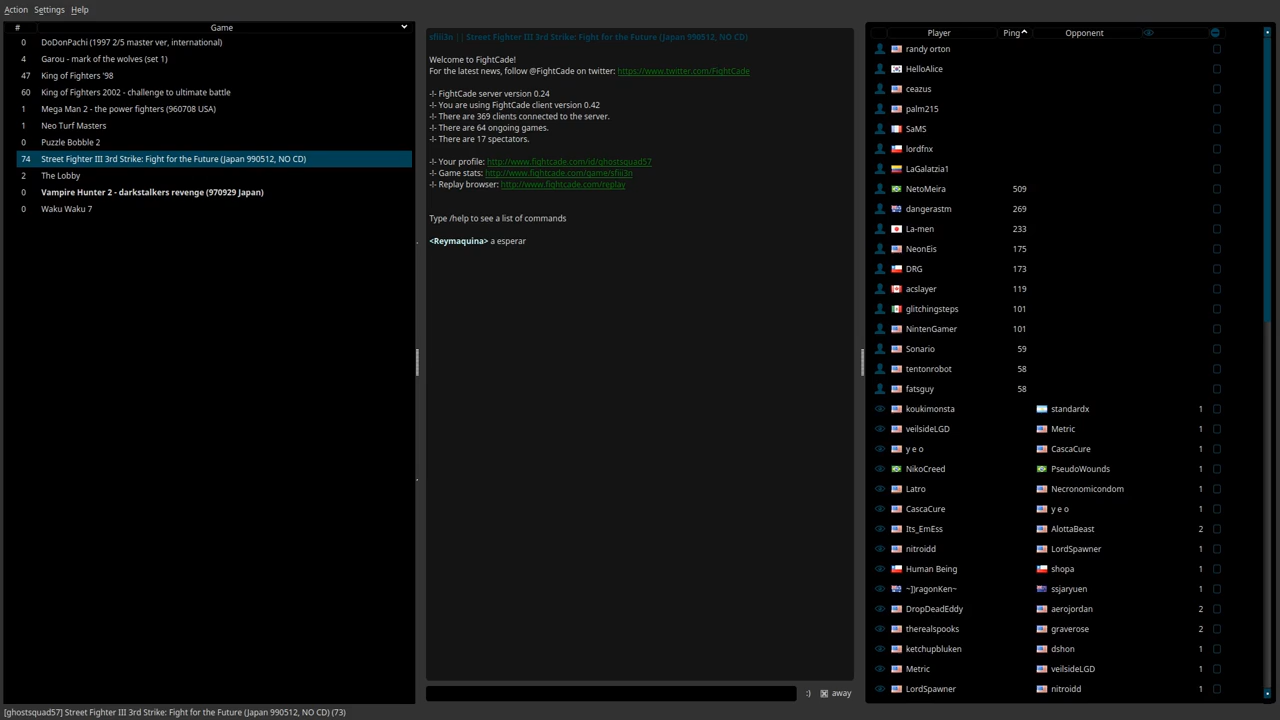 Action Settings Help
# Game
0 DoDonPachi (1997 2/5 master ver, international)
4 Garou - mark of the wolves (set 1)
47 King of Fighters '98
60 King of Fighters 2002 - challenge to ultimate battle
1 Mega Man 2 - the power fighters (960708 USA)
1 Neo Turf Masters
0 Puzzle Bobble 2
74 Street Fighter III 3rd Strike: Fight for the Future (Japan 990512, NO CD)
2 The Lobby
0 Vampire Hunter 2 - darkstalkers revenge (970929 Japan)
0 Waku Waku 7
sfiii3n || Street Fighter III 3rd Strike: Fight for the Future (Japan 990512, NO CD)
Welcome to FightCade!
For the latest news, follow @FightCade on twitter: https://www.twitter.com/FightCade
-!- FightCade server version 0.24
-!- You are using FightCade client version 0.42
-!- There are 369 clients connected to the server.
-!- There are 64 ongoing games.
-!- There are 17 spectators.
-!- Your profile: http://www.fightcade.com/id/ghostsquad57
-!- Game stats: http://www.fightcade.com/game/sfiii3n
-!- Replay browser: http://www.fightcade.com/replay
Type /help to see a list of commands
<Reymaquina> a esperar
:) away
Player Ping Opponent
randy orton
HelloAlice
ceazus
palm215
SaMS
lordfnx
LaGalatzia1
NetoMeira 509
dangerastm 269
La-men 233
NeonEis 175
DRG 173
acslayer 119
glitchingsteps 101
NintenGamer 101
Sonario 59
tentonrobot 58
fatsguy 58
koukimonsta standardx 1
veilsideLGD Metric 1
y e o CascaCure 1
NikoCreed PseudoWounds 1
Latro Necronomicondom 1
CascaCure y e o 1
Its_EmEss AlottaBeast 2
nitroidd LordSpawner 1
Human Being shopa 1
~])ragonKen~ ssjaryuen 1
DropDeadEddy aerojordan 2
therealspooks graverose 2
ketchupbluken dshon 1
Metric veilsideLGD 1
LordSpawner nitroidd 1
[ghostsquad57] Street Fighter III 3rd Strike: Fight for the Future (Japan 990512, NO CD) (73)